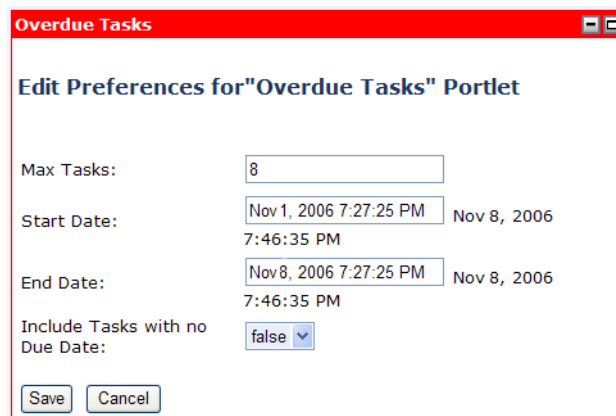 Overdue Tasks
Edit Preferences for"Overdue Tasks" Portlet
Max Tasks: 8
Start Date: Nov 1, 2006 7:27:25 PM Nov 8, 2006
7:46:35 PM
End Date: Nov 8, 2006 7:27:25 PM Nov 8, 2006
7:46:35 PM
Include Tasks with no
Due Date: false
Save Cancel